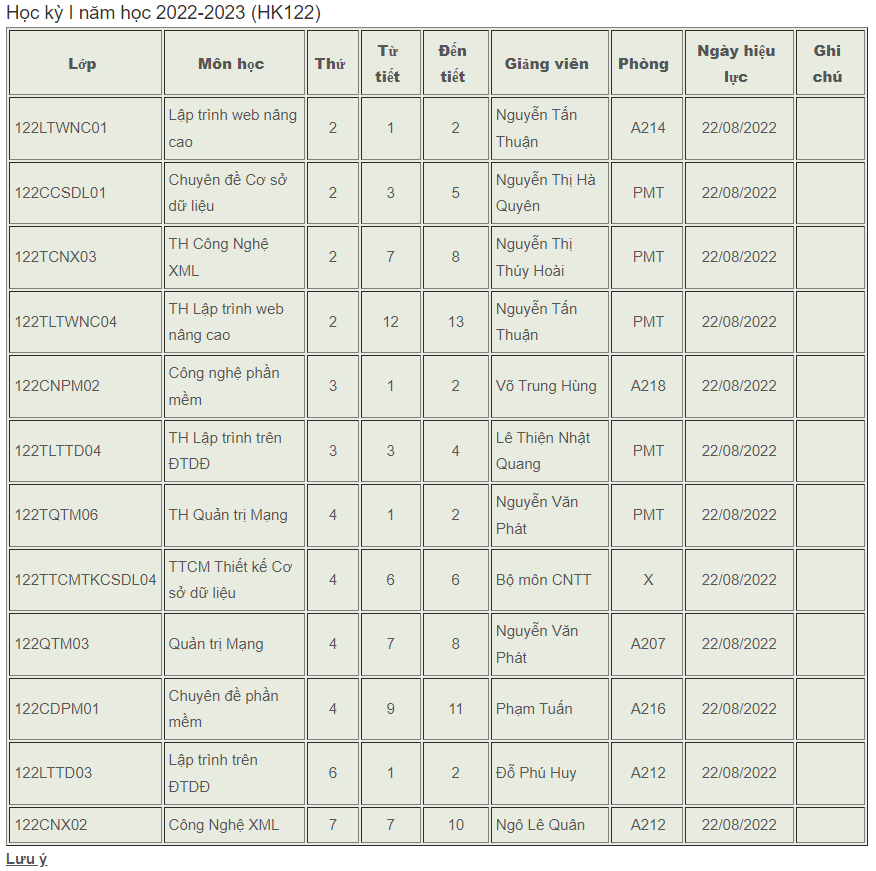 Học kỳ I năm học 2022-2023 (HK122)
Lớp Môn học Thứ Từ tiết Đến tiết Giảng viên Phòng Ngày hiệu lực Ghi chú
122LTWNC01 Lập trình web nâng cao 2 1 2 Nguyễn Tấn Thuận A214 22/08/2022
122CCSDL01 Chuyên đề Cơ sở dữ liệu 2 3 5 Nguyễn Thị Hà Quyên PMT 22/08/2022
122TCNX03 TH Công Nghệ XML 2 7 8 Nguyễn Thị Thúy Hoài PMT 22/08/2022
122TLTWNC04 TH Lập trình web nâng cao 2 12 13 Nguyễn Tấn Thuận PMT 22/08/2022
122CNPM02 Công nghệ phần mềm 3 1 2 Võ Trung Hùng A218 22/08/2022
122TLTTD04 TH Lập trình trên ĐTDĐ 3 3 4 Lê Thiện Nhật Quang PMT 22/08/2022
122TQTM06 TH Quản trị Mạng 4 1 2 Nguyễn Văn Phát PMT 22/08/2022
122TTCMTKCSDL04 TTCM Thiết kế Cơ sở dữ liệu 4 6 6 Bộ môn CNTT X 22/08/2022
122QTM03 Quản trị Mạng 4 7 8 Nguyễn Văn Phát A207 22/08/2022
122CDPM01 Chuyên đề phần mềm 4 9 11 Phạm Tuấn A216 22/08/2022
122LTTD03 Lập trình trên ĐTDĐ 6 1 2 Đỗ Phú Huy A212 22/08/2022
122CNX02 Công Nghệ XML 7 7 10 Ngô Lê Quân A212 22/08/2022
Lưu ý